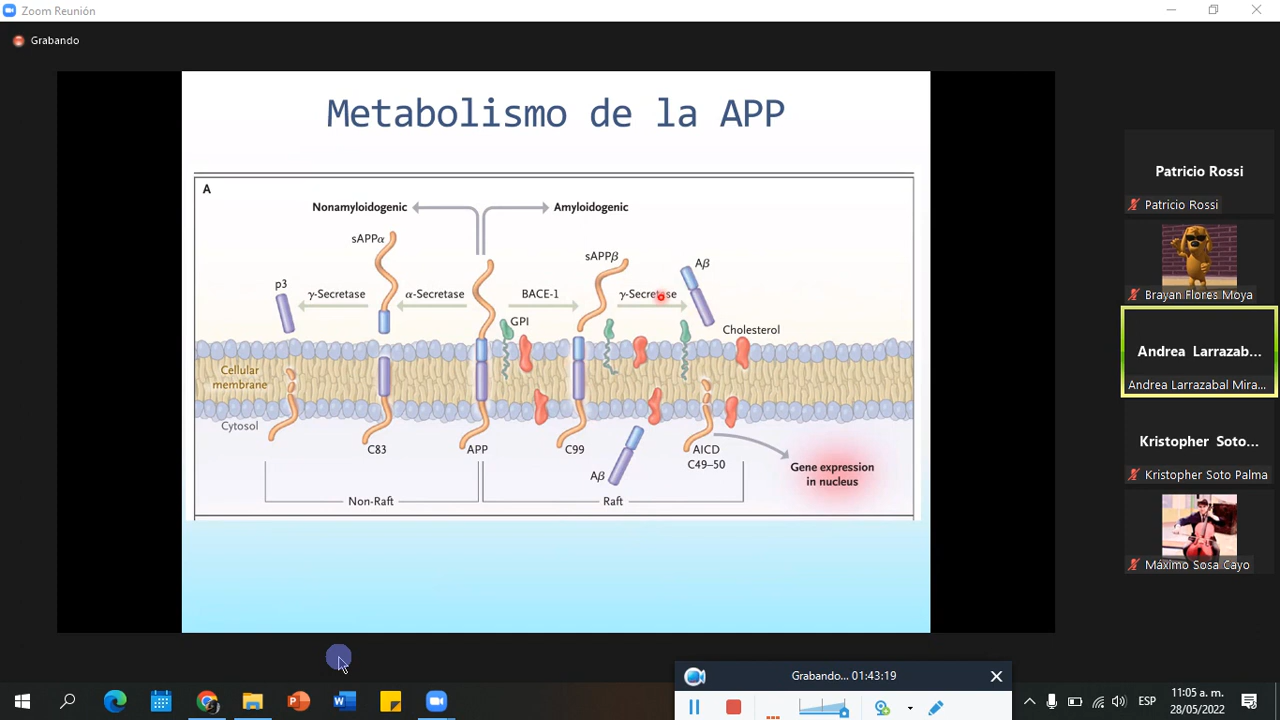 Zoom Reunión
Grabando
Metabolismo de la APP
A
Nonamyloidogenic
Amyloidogenic
sAPPα
sAPPβ
Aβ
p3
γ-Secretase
α-Secretase
BACE-1
γ-Secretase
GPI
Cholesterol
Cellular
membrane
Cytosol
C83
APP
C99
Aβ
AICD
C49–50
Gene expression
in nucleus
Non-Raft
Raft
Patricio Rossi
Patricio Rossi
Brayan Flores Moya
Andrea Larrazab...
Andrea Larrazabal Mira...
Kristopher Soto...
Kristopher Soto Palma
Máximo Sosa Cayo
Grabando... 01:43:19
ESP
11:05 a. m.
28/05/2022